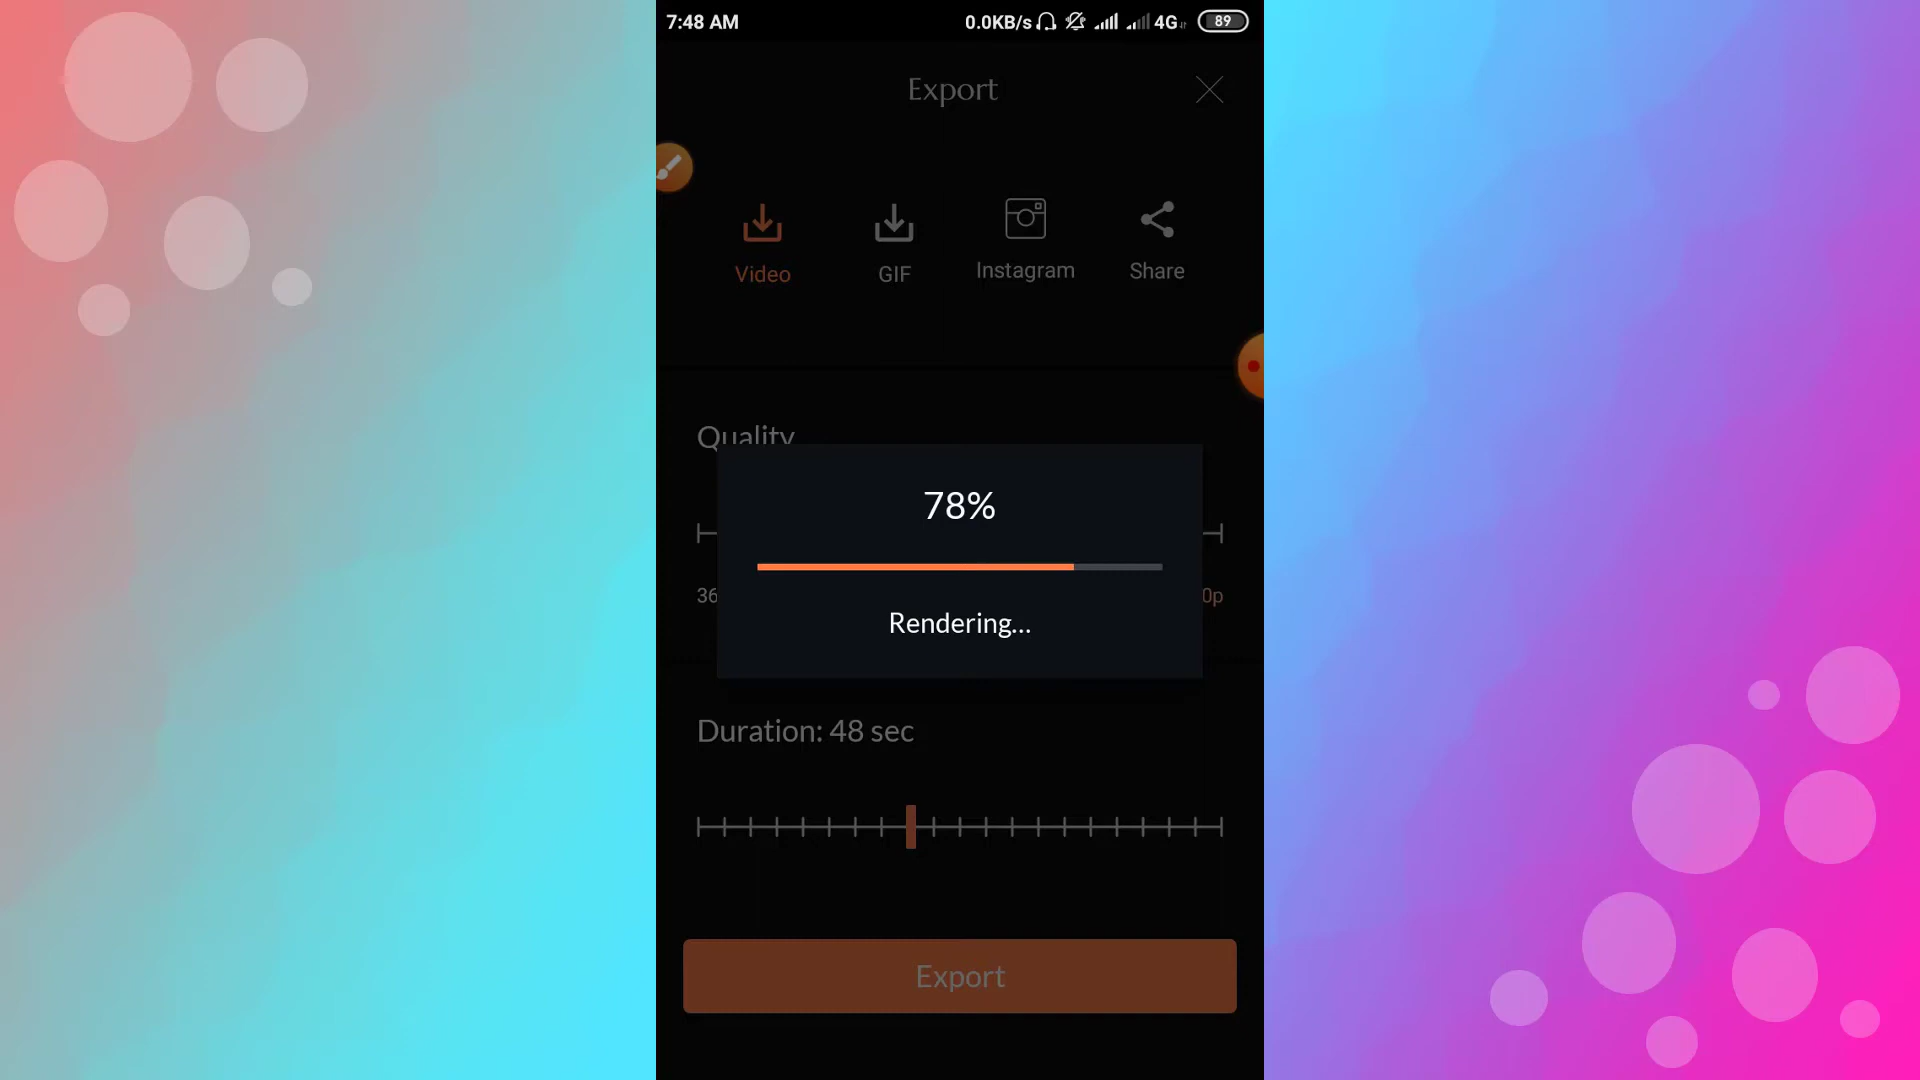 7:48 AM 0.0KB/s 4G 89
Export
Video GIF Instagram Share
Quality
78%
36 0p
Rendering...
Duration: 48 sec
Export